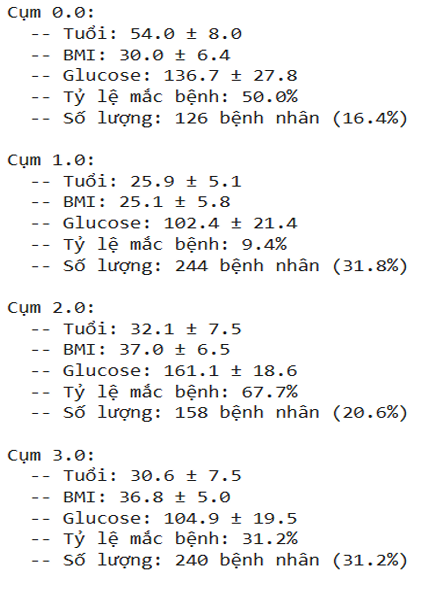 Cụm 0.0:
-- Tuổi: 54.0 ± 8.0
-- BMI: 30.0 ± 6.4
-- Glucose: 136.7 ± 27.8
-- Tỷ lệ mắc bệnh: 50.0%
-- Số lượng: 126 bệnh nhân (16.4%)
Cụm 1.0:
-- Tuổi: 25.9 ± 5.1
-- BMI: 25.1 ± 5.8
-- Glucose: 102.4 ± 21.4
-- Tỷ lệ mắc bệnh: 9.4%
-- Số lượng: 244 bệnh nhân (31.8%)
Cụm 2.0:
-- Tuổi: 32.1 ± 7.5
-- BMI: 37.0 ± 6.5
-- Glucose: 161.1 ± 18.6
-- Tỷ lệ mắc bệnh: 67.7%
-- Số lượng: 158 bệnh nhân (20.6%)
Cụm 3.0:
-- Tuổi: 30.6 ± 7.5
-- BMI: 36.8 ± 5.0
-- Glucose: 104.9 ± 19.5
-- Tỷ lệ mắc bệnh: 31.2%
-- Số lượng: 240 bệnh nhân (31.2%)